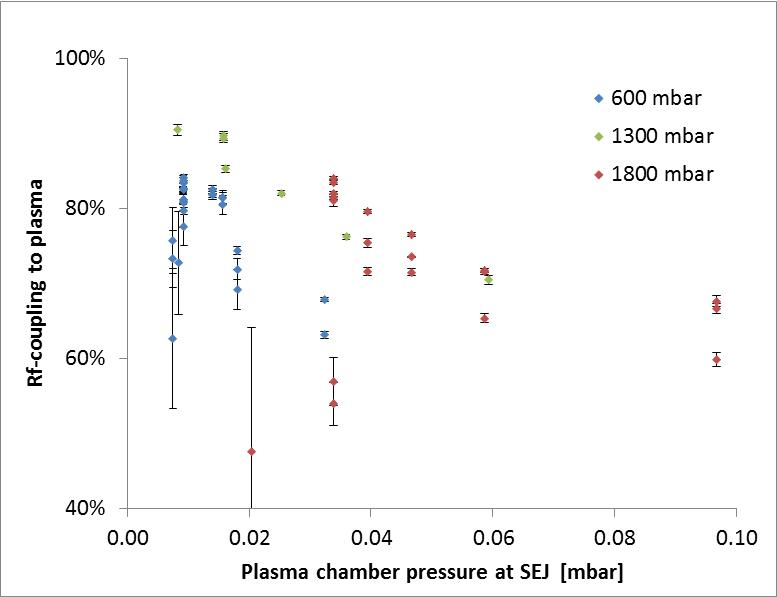 100%
80%
60%
40%
Rf-coupling to plasma
600 mbar
1300 mbar
1800 mbar
0.00 0.02 0.04 0.06 0.08 0.10
Plasma chamber pressure at SEJ [mbar]